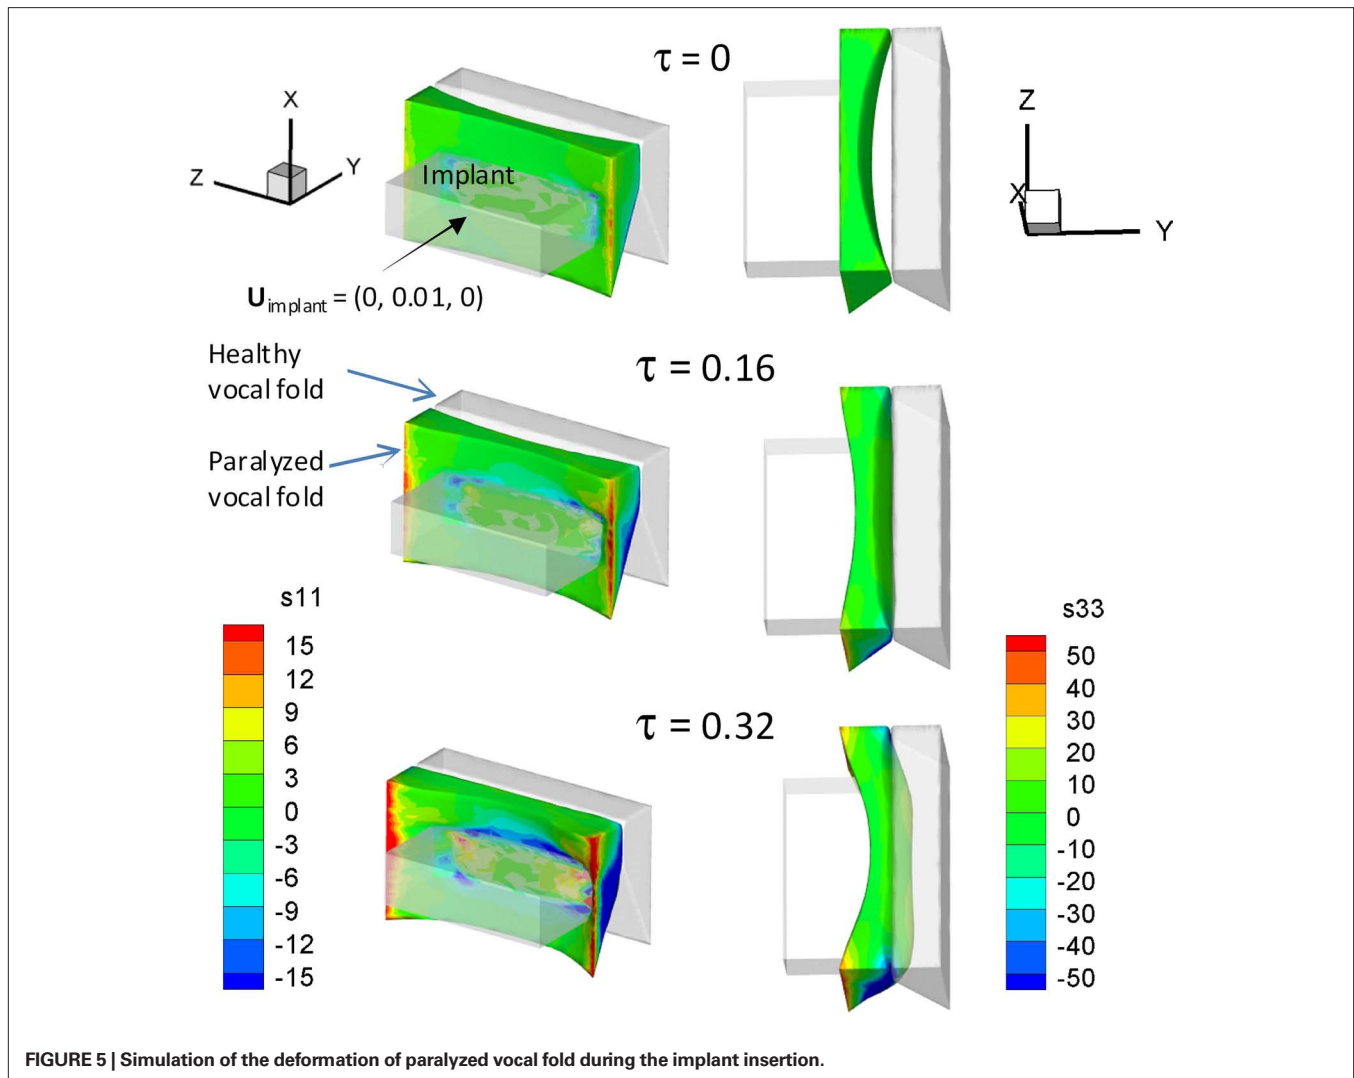 τ = 0
X
Y
Z
Implant
Z
X
Y
U implant = (0, 0.01, 0)
Healthy
vocal fold
τ = 0.16
Paralyzed
vocal fold
s11
15
12
9
6
3
0
-3
-6
-9
-12
-15
τ = 0.32
s33
50
40
30
20
10
0
-10
-20
-30
-40
-50
FIGURE 5 | Simulation of the deformation of paralyzed vocal fold during the implant insertion.